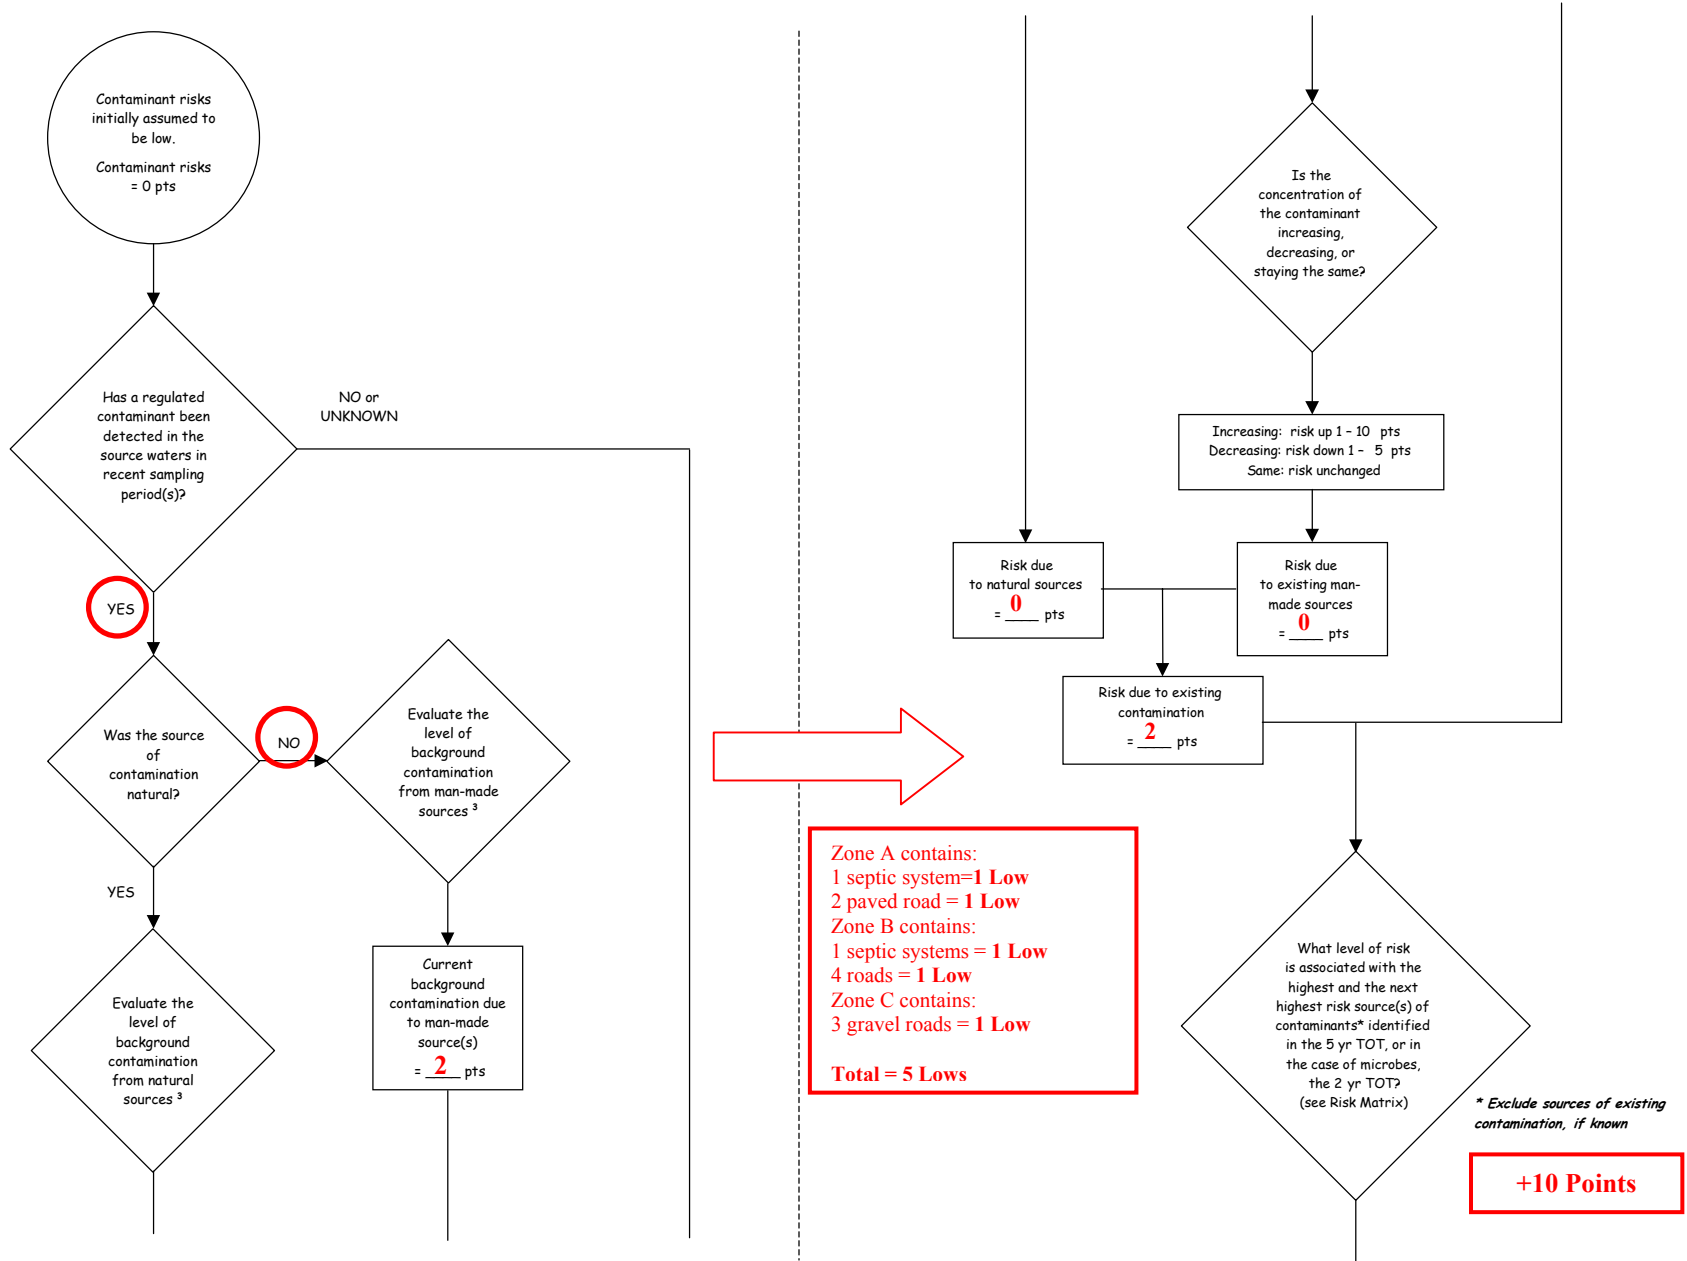 Contaminant risks
initially assumed to
be low.
Contaminant risks
= 0 pts
Has a regulated
contaminant been
detected in the
source waters in
recent sampling
period(s)?
NO or
UNKNOWN
YES
Was the source
of
contamination
natural?
NO
Evaluate the
level of
background
contamination
from man-made
sources ³
YES
Evaluate the
level of
background
contamination
from natural
sources ³
Current
background
contamination due
to man-made
source(s)
= 2 pts
Is the
concentration of
the contaminant
increasing,
decreasing, or
staying the same?
Increasing: risk up 1 – 10 pts
Decreasing: risk down 1 – 5 pts
Same: risk unchanged
Risk due
to natural sources
= 0 pts
Risk due
to existing man-
made sources
= 0 pts
Risk due to existing
contamination
= 2 pts
Zone A contains:
1 septic system=1 Low
2 paved road = 1 Low
Zone B contains:
1 septic systems = 1 Low
4 roads = 1 Low
Zone C contains:
3 gravel roads = 1 Low
Total = 5 Lows
What level of risk
is associated with the
highest and the next
highest risk source(s) of
contaminants* identified
in the 5 yr TOT, or in
the case of microbes,
the 2 yr TOT?
(see Risk Matrix)
* Exclude sources of existing
contamination, if known
+10 Points